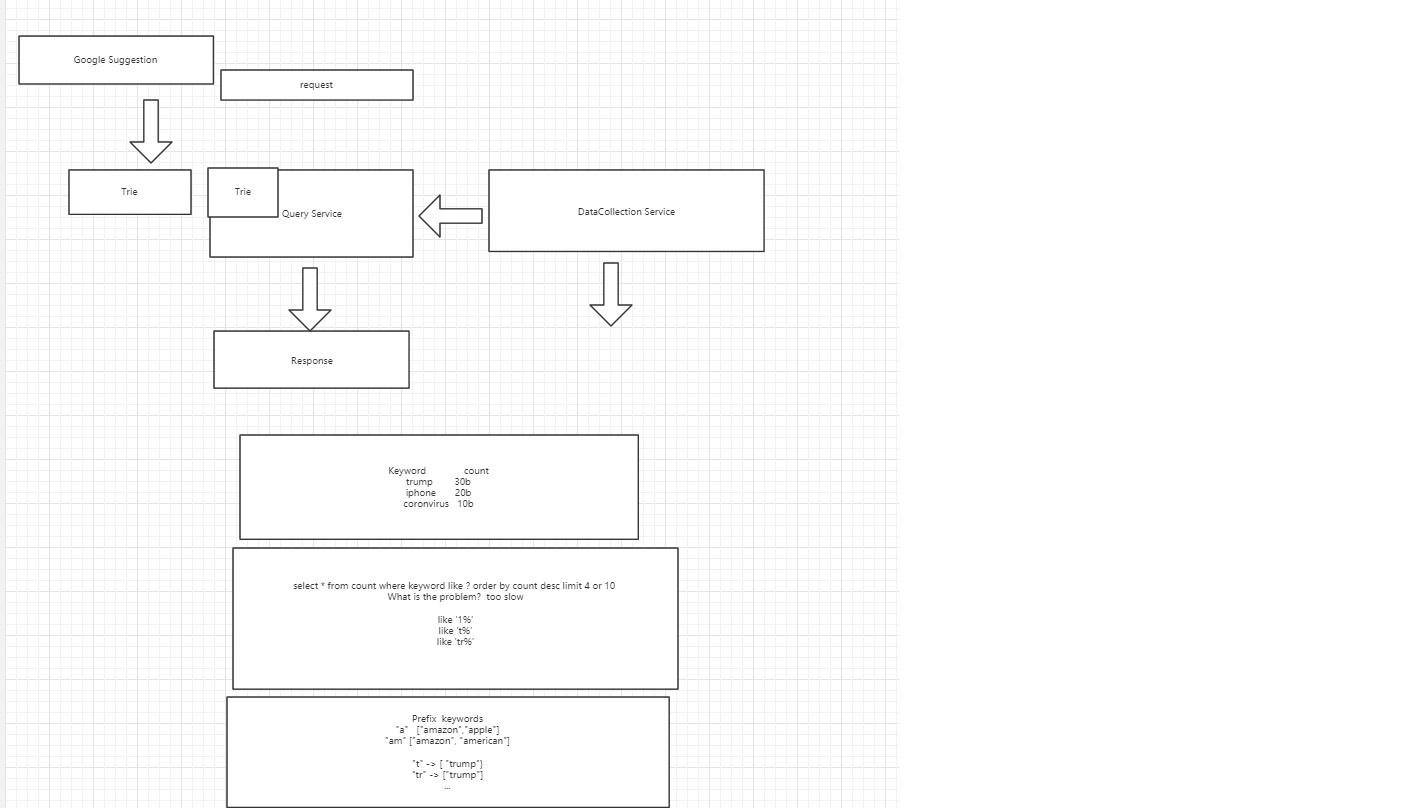 Google Suggestion
request
Trie
Trie
Query Service
DataCollection Service
Response
Keyword count
trump 30b
iphone 20b
coronvirus 10b
select * from count where keyword like ? order by count desc limit 4 or 10
What is the problem? too slow
like '1%'
like 't%'
like 'tr%'
Prefix keywords
"a" ["amazon","apple"]
"am" ["amazon", "american"]
"t" -> [ "trump"}
"tr" -> ["trump"]
...